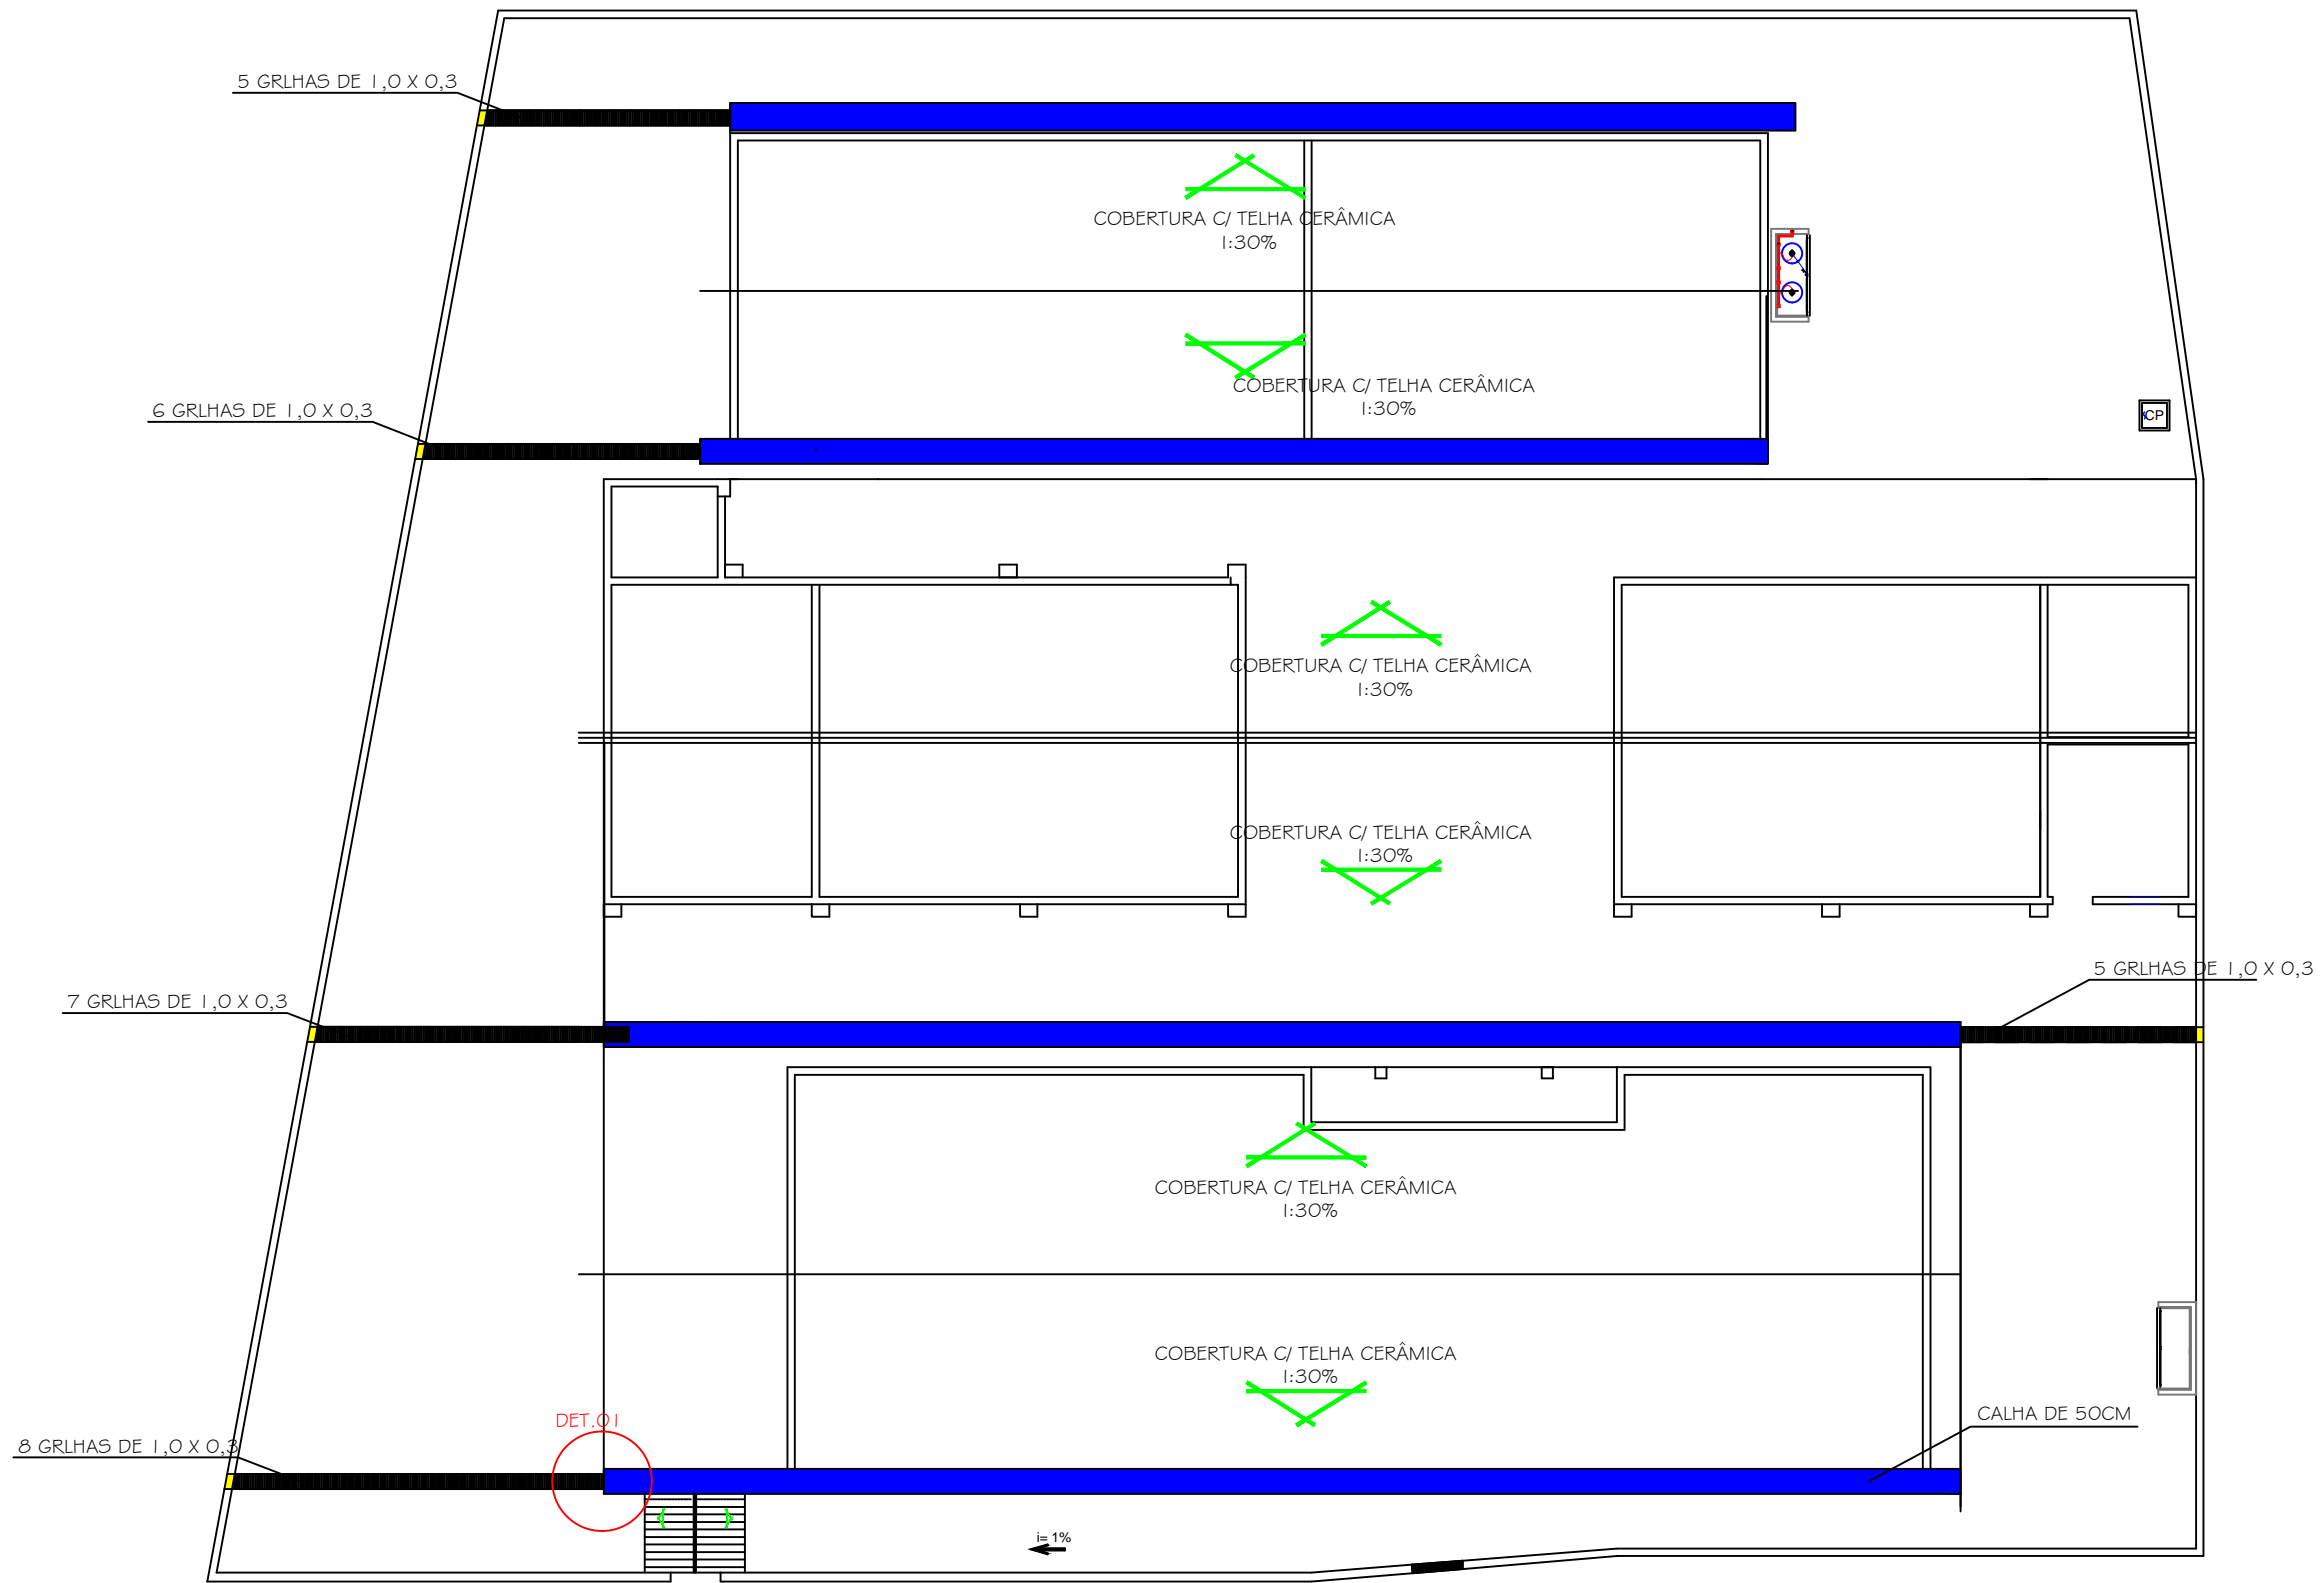 5 GRLHAS DE 1,0 X 0,3
COBERTURA C/ TELHA CERÂMICA
1:30%
COBERTURA C/ TELHA CERÂMICA
1:30%
6 GRLHAS DE 1,0 X 0,3
CP
COBERTURA C/ TELHA CERÂMICA
1:30%
COBERTURA C/ TELHA CERÂMICA
1:30%
5 GRLHAS DE 1,0 X 0,3
7 GRLHAS DE 1,0 X 0,3
COBERTURA C/ TELHA CERÂMICA
1:30%
COBERTURA C/ TELHA CERÂMICA
1:30%
CALHA DE 50CM
DET.01
8 GRLHAS DE 1,0 X 0,3
i= 1%